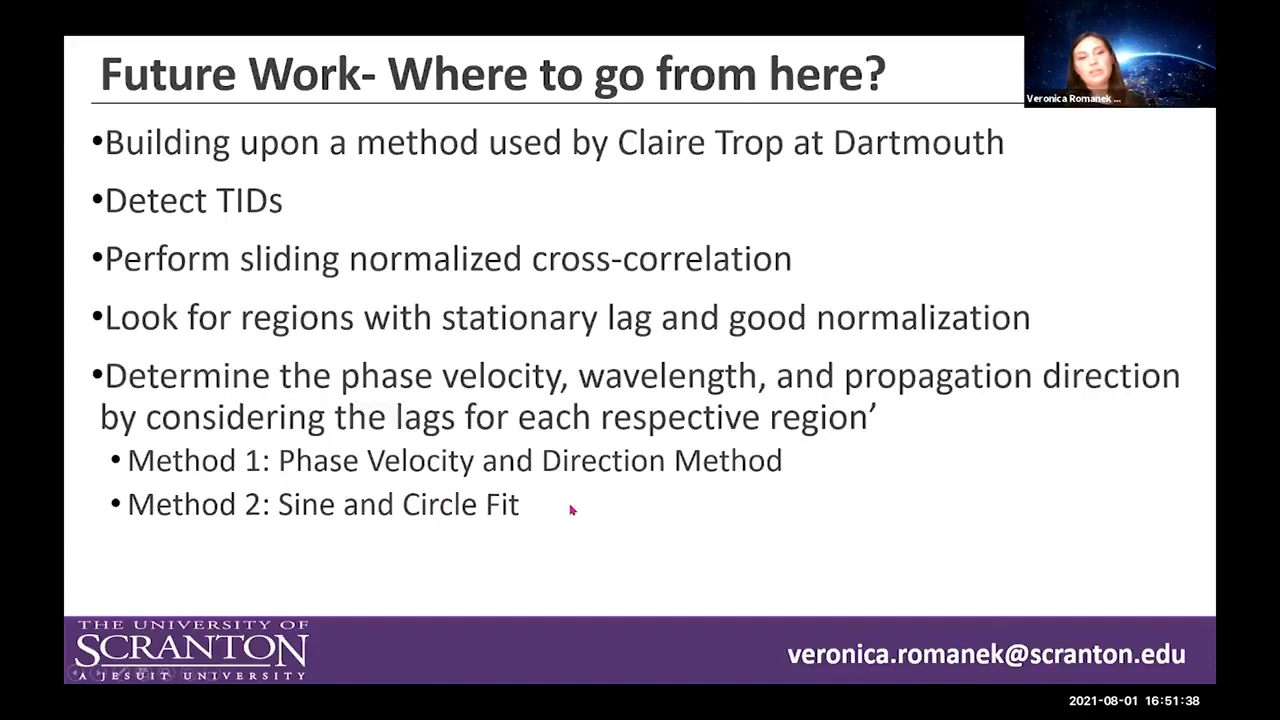 Future Work- Where to go from here?
Veronica Romanek ...
•Building upon a method used by Claire Trop at Dartmouth
•Detect TIDs
•Perform sliding normalized cross-correlation
•Look for regions with stationary lag and good normalization
•Determine the phase velocity, wavelength, and propagation direction
by considering the lags for each respective region’
• Method 1: Phase Velocity and Direction Method
• Method 2: Sine and Circle Fit
THE UNIVERSITY OF
SCRANTON
A JESUIT UNIVERSITY
veronica.romanek@scranton.edu
2021-08-01 16:51:38